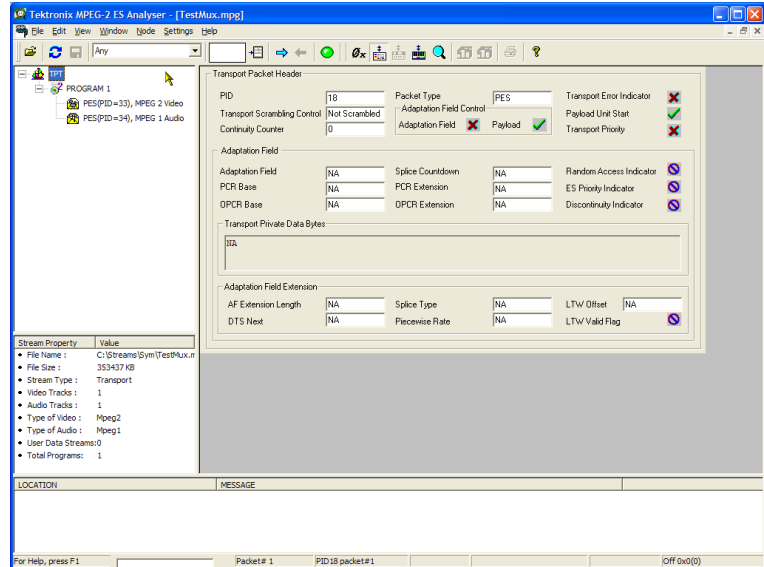 Tektronix MPEG-2 ES Analyser - [TestMux.mpg]
File Edit View Window Node Settings Help
Any
TPT
PROGRAM 1
PES(PID=33), MPEG 2 Video
PES(PID=34), MPEG 1 Audio
Transport Packet Header
PID 18 Packet Type PES Transport Error Indicator
Transport Scrambling Control Not Scrambled Adaptation Field Control Payload Unit Start
Adaptation Field Payload
Continuity Counter 0 Transport Priority
Adaptation Field
Adaptation Field NA Splice Countdown NA Random Access Indicator
PCR Base NA PCR Extension NA ES Priority Indicator
OPCR Base NA OPCR Extension NA Discontinuity Indicator
Transport Private Data Bytes
NA
Adaptation Field Extension
AF Extension Length NA Splice Type NA LTW Offset NA
DTS Next NA Piecewise Rate NA LTW Valid Flag
Stream Property Value
File Name : C:\Streams\Sym\TestMux.m
File Size : 353437 KB
Stream Type : Transport
Video Tracks : 1
Audio Tracks : 1
Type of Video : Mpeg2
Type of Audio : Mpeg1
User Data Streams:0
Total Programs: 1
LOCATION MESSAGE
For Help, press F1 Packet# 1 PID18 packet#1 Off 0x0(0)